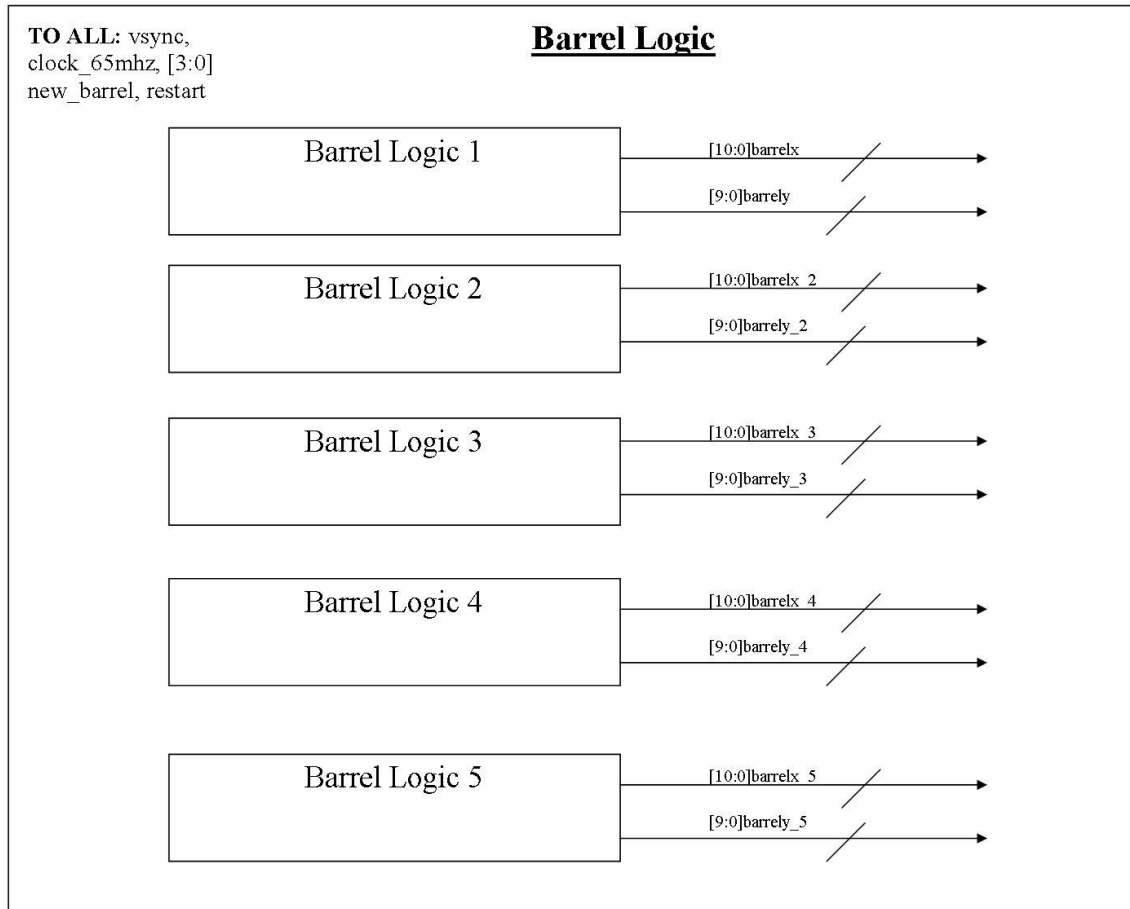 TO ALL: vsync,
clock_65mhz, [3:0]
new_barrel, restart
Barrel Logic
Barrel Logic 1
[10:0]barrelx
[9:0]barrely
Barrel Logic 2
[10:0]barrelx_2
[9:0]barrely_2
Barrel Logic 3
[10:0]barrelx_3
[9:0]barrely_3
Barrel Logic 4
[10:0]barrelx_4
[9:0]barrely_4
Barrel Logic 5
[10:0]barrelx_5
[9:0]barrely_5